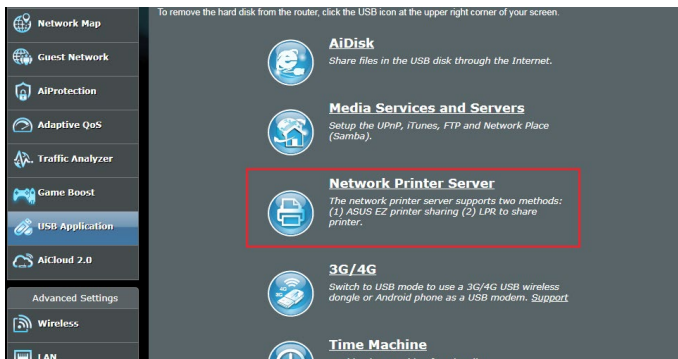 To remove the hard disk from the router, click the USB icon at the upper right corner of your screen.
Network Map
Guest Network
AiProtection
Adaptive QoS
Traffic Analyzer
Game Boost
USB Application
AiCloud 2.0
Advanced Settings
Wireless
LAN
AiDisk
Share files in the USB disk through the Internet.
Media Services and Servers
Setup the UPnP, iTunes, FTP and Network Place
(Samba).
Network Printer Server
The network printer server supports two methods:
(1) ASUS EZ printer sharing (2) LPR to share
printer.
3G/4G
Switch to USB mode to use a 3G/4G USB wireless
dongle or Android phone as a USB modem. Support
Time Machine